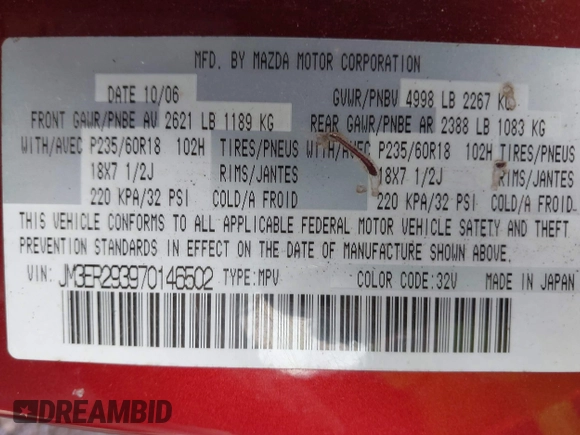 MFD. BY MAZDA MOTOR CORPORATION
DATE 10/06 GVWR/PNBV 4998 LB 2267 KG
FRONT GAWR/PNBE AV 2621 LB 1189 KG REAR GAWR/PNBE AR 2388 LB 1083 KG
WITH/AVEC P235/60R18 102H TIRES/PNEUS WITH/AVEC P235/60R18 102H TIRES/PNEUS
18X7 1/2J RIMS/JANTES 18X7 1/2J RIMS/JANTES
220 KPA/32 PSI COLD/A FROID 220 KPA/32 PSI COLD/A FROID
THIS VEHICLE CONFORMS TO ALL APPLICABLE FEDERAL MOTOR VEHICLE SAFETY AND THEFT
PREVENTION STANDARDS IN EFFECT ON THE DATE OF MANUFACTURE SHOWN ABOVE.
VIN: JM3ER293970146502 TYPE:MPV COLOR CODE:32V MADE IN JAPAN
DREAMBID